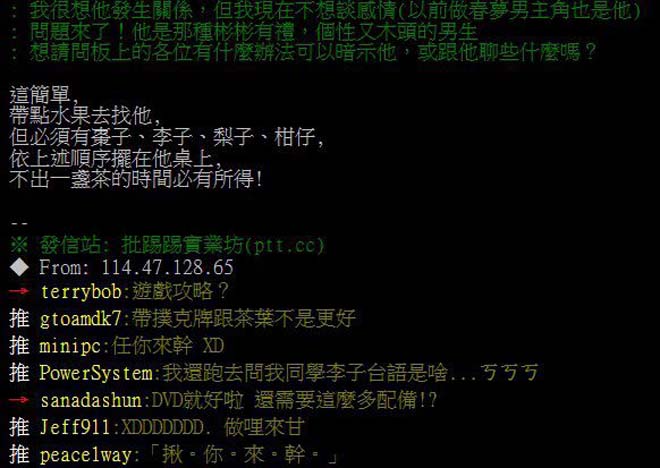 : 我很想他發生關係，但我現在不想談感情(以前做春夢男主角也是他)
: 問題來了！他是那種彬彬有禮，個性又木頭的男生
: 想請問板上的各位有什麼辦法可以暗示他，或跟他聊些什麼嗎？
這簡單,
帶點水果去找他,
但必須有棗子、李子、梨子、柑仔,
依上述順序擺在他桌上,
不出一盞茶的時間必有所得!
--
※ 發信站: 批踢踢實業坊(ptt.cc)
◆ From: 114.47.128.65
→ terrybob:遊戲攻略？
推 gtoamdk7:帶撲克牌跟茶葉不是更好
推 minipc:任你來幹 XD
推 PowerSystem:我還跑去問我同學李子台語是啥...ㄎㄎㄎ
→ sanadashun:DVD就好啦 還需要這麼多配備!?
推 Jeff911:XDDDDDDD. 做哩來甘
推 peacelway:「揪。你。來。幹。」